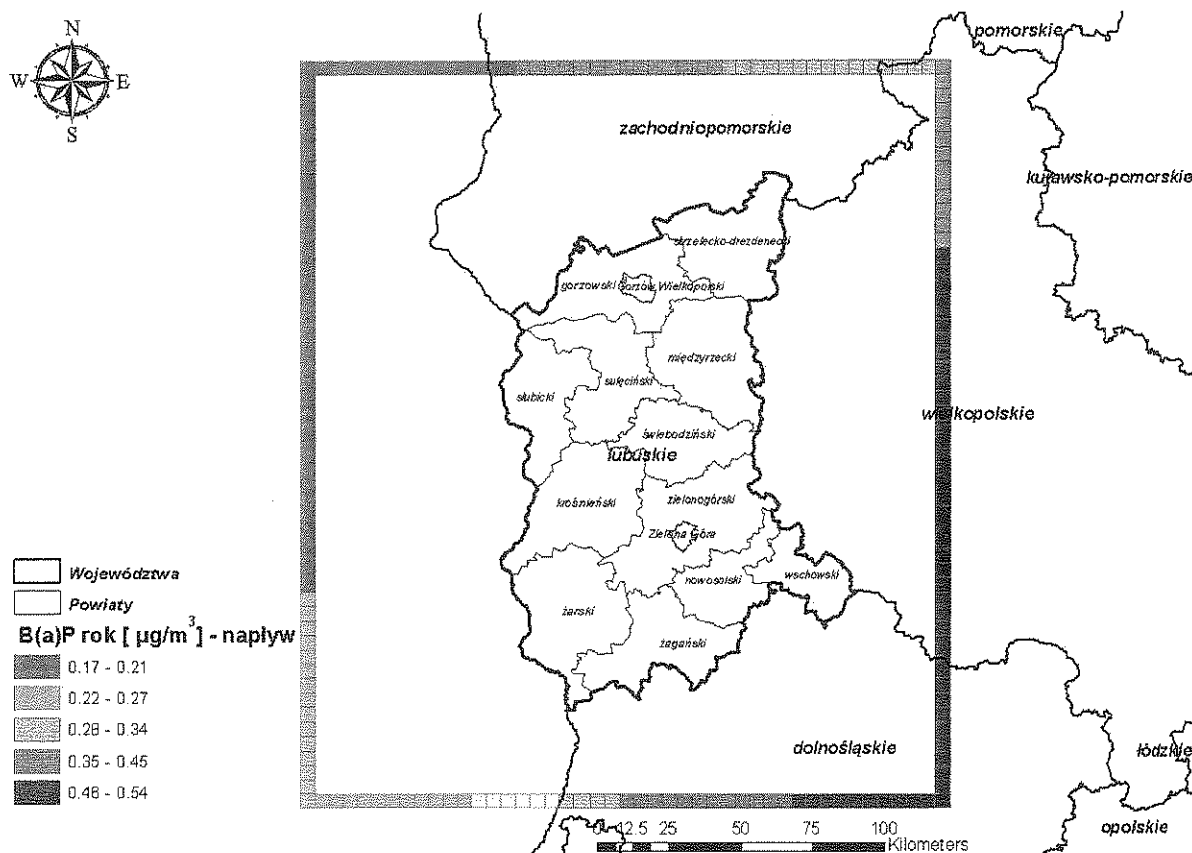 N
W E
S
pomorskie
zachodniopomorskie
kujawsko-pomorskie
strzelecko-drezdenecki
gorzowski Gorzów Wielkopolski
międzyrzecki
sulęciński
słubicki
wielkopolskie
świebodziński
lubuskie
krośnieński zielonogórski
Zielona Góra
nowosolski wschowski
żarski
żagański
Województwa
Powiaty
B(a)P rok [ µg/m³] - napływ
0.17 - 0.21
0.22 - 0.27
0.28 - 0.34
0.35 - 0.45
0.46 - 0.54
dolnośląskie
łódzkie
opolskie
0 12.5 25 50 75 100
Kilometers